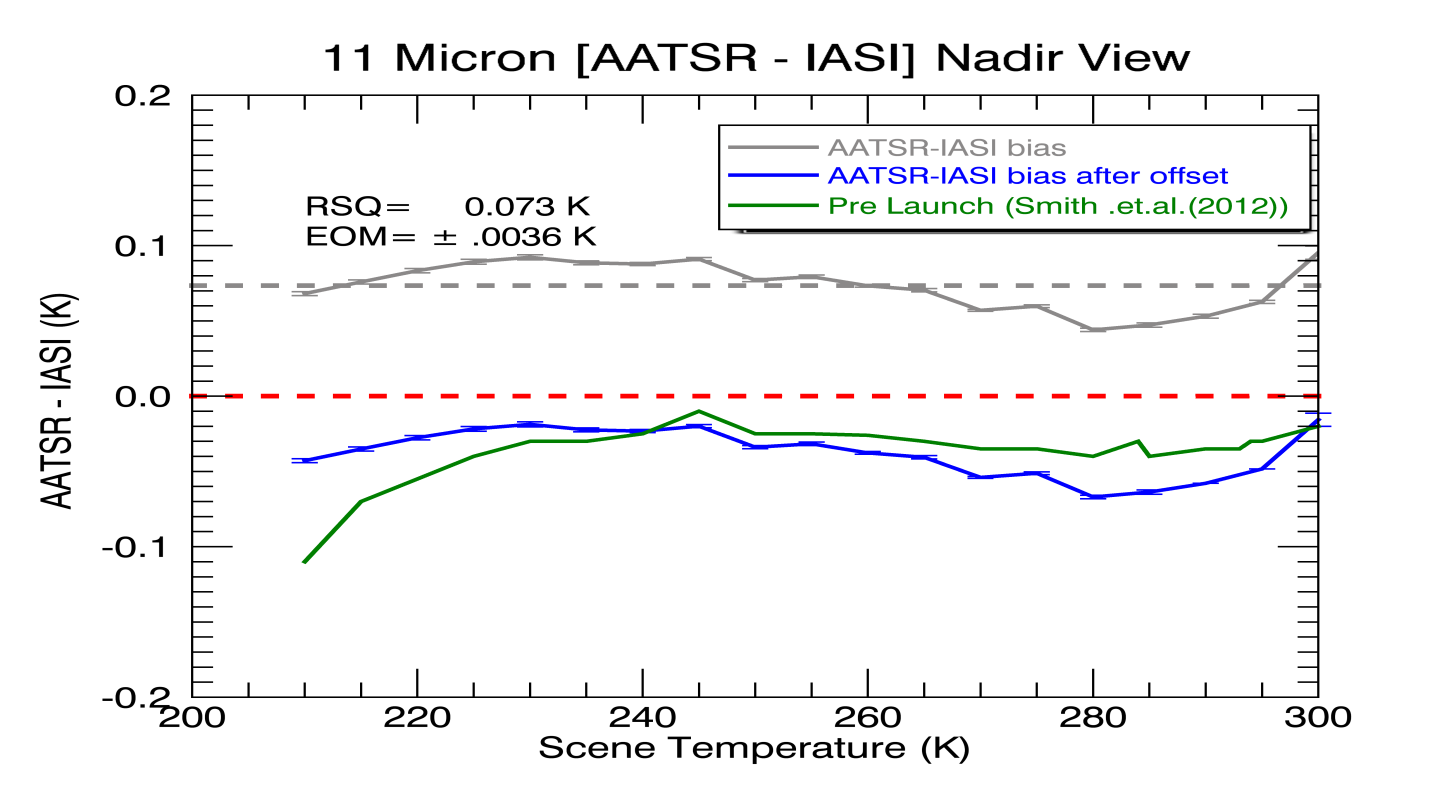 11 Micron [AATSR - IASI] Nadir View
AATSR-IASI bias
AATSR-IASI bias after offset
Pre Launch (Smith .et.al.(2012))
RSQ= 0.073 K
EOM= ± .0036 K
AATSR - IASI (K)
0.2
0.1
0.0
-0.1
-0.2
200 220 240 260 280 300
Scene Temperature (K)